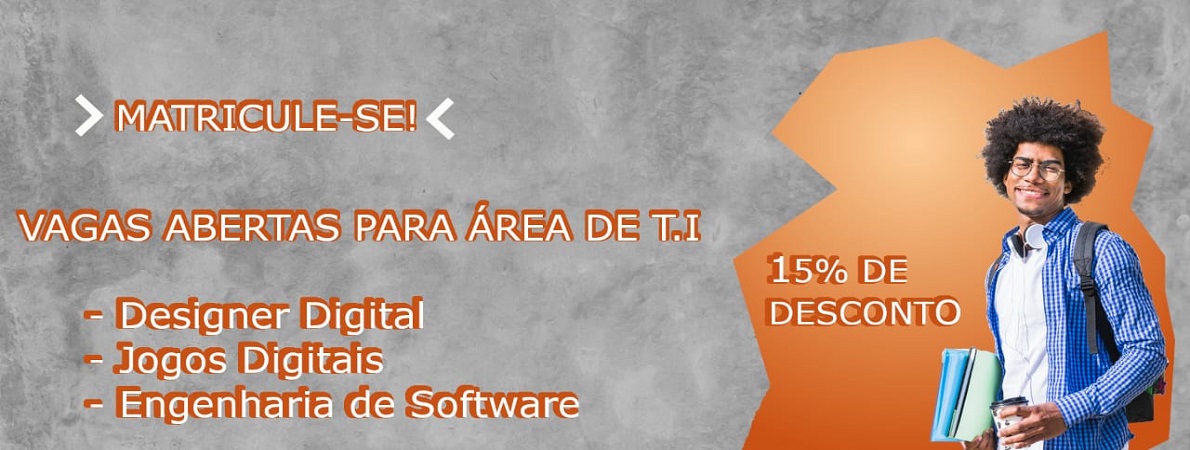 > MATRICULE-SE! <
VAGAS ABERTAS PARA ÁREA DE T.I
- Designer Digital
- Jogos Digitais
- Engenharia de Software
15% DE
DESCONTO